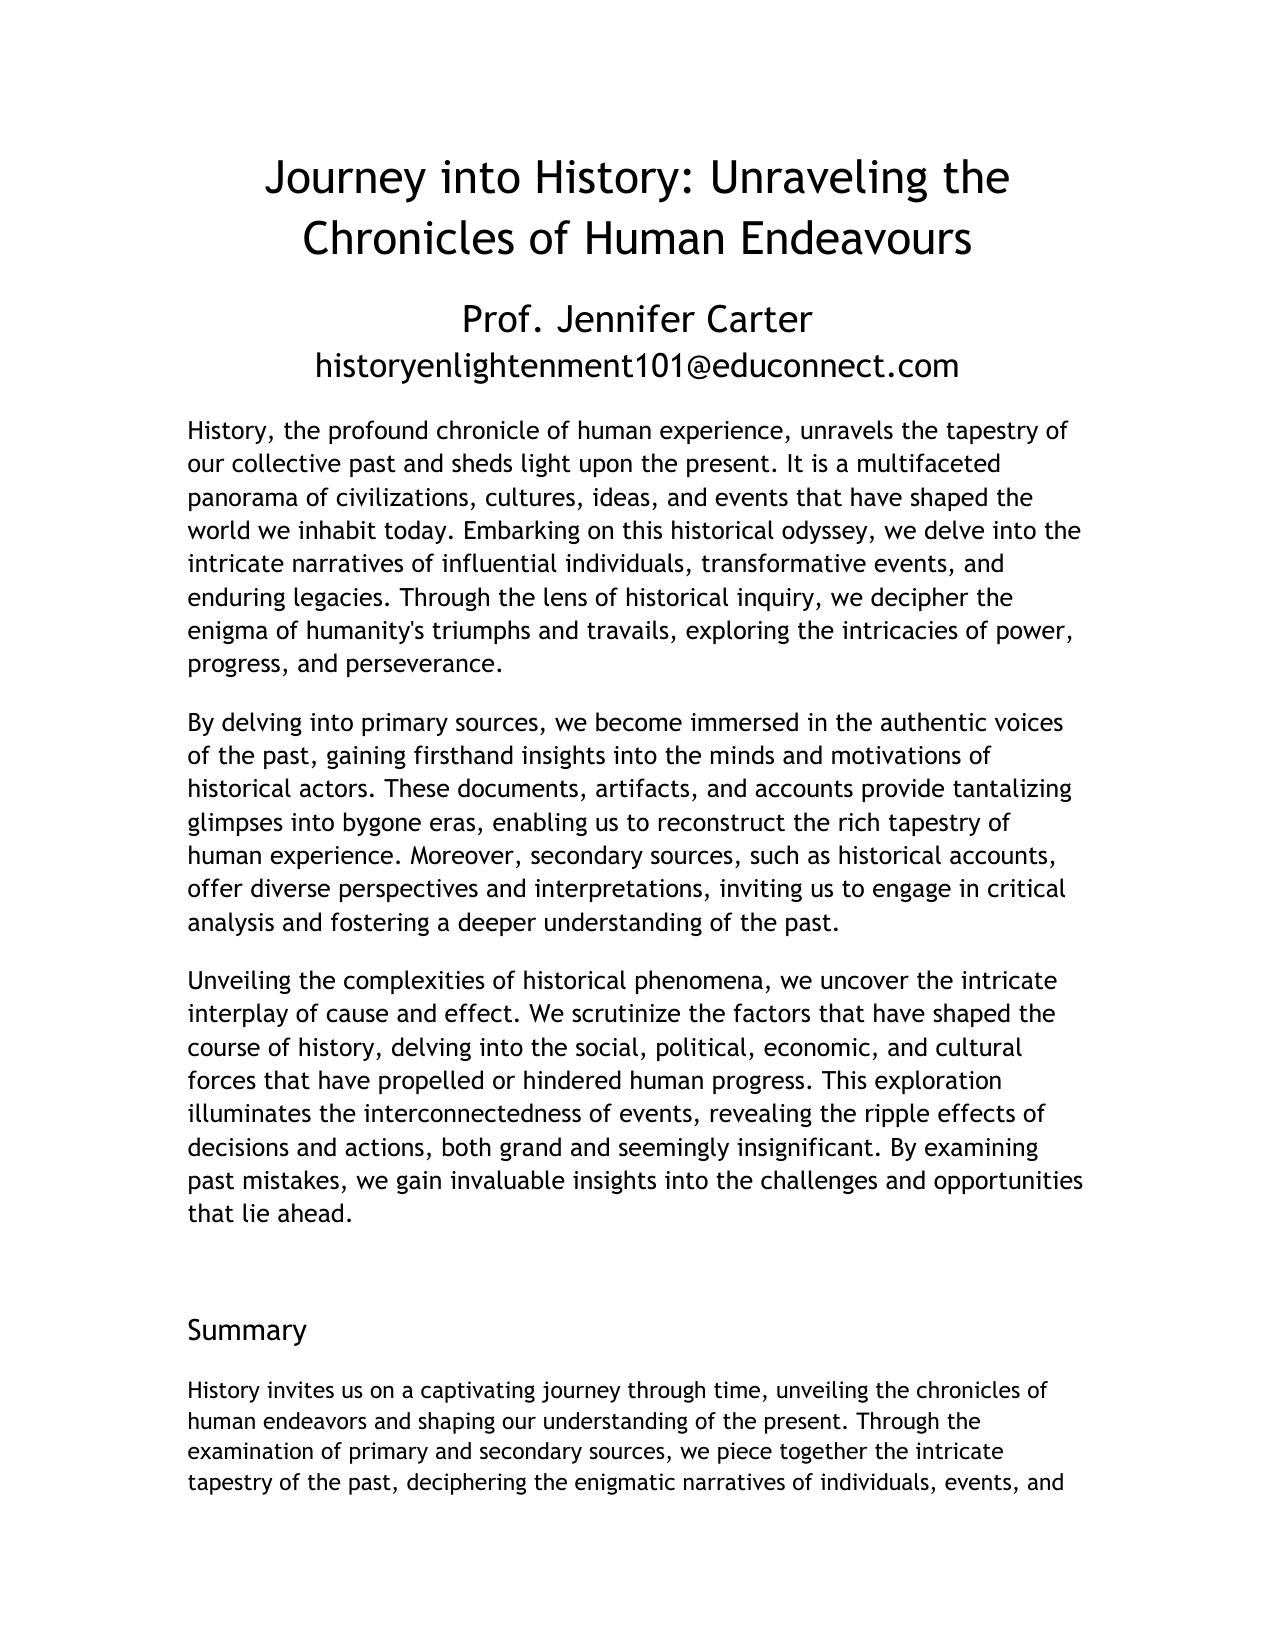 Journey into History: Unraveling the
Chronicles of Human Endeavours
Prof. Jennifer Carter
historyenlightenment101@educonnect.com
History, the profound chronicle of human experience, unravels the tapestry of
our collective past and sheds light upon the present. It is a multifaceted
panorama of civilizations, cultures, ideas, and events that have shaped the
world we inhabit today. Embarking on this historical odyssey, we delve into the
intricate narratives of influential individuals, transformative events, and
enduring legacies. Through the lens of historical inquiry, we decipher the
enigma of humanity's triumphs and travails, exploring the intricacies of power,
progress, and perseverance.
By delving into primary sources, we become immersed in the authentic voices
of the past, gaining firsthand insights into the minds and motivations of
historical actors. These documents, artifacts, and accounts provide tantalizing
glimpses into bygone eras, enabling us to reconstruct the rich tapestry of
human experience. Moreover, secondary sources, such as historical accounts,
offer diverse perspectives and interpretations, inviting us to engage in critical
analysis and fostering a deeper understanding of the past.
Unveiling the complexities of historical phenomena, we uncover the intricate
interplay of cause and effect. We scrutinize the factors that have shaped the
course of history, delving into the social, political, economic, and cultural
forces that have propelled or hindered human progress. This exploration
illuminates the interconnectedness of events, revealing the ripple effects of
decisions and actions, both grand and seemingly insignificant. By examining
past mistakes, we gain invaluable insights into the challenges and opportunities
that lie ahead.
Summary
History invites us on a captivating journey through time, unveiling the chronicles of
human endeavors and shaping our understanding of the present. Through the
examination of primary and secondary sources, we piece together the intricate
tapestry of the past, deciphering the enigmatic narratives of individuals, events, and